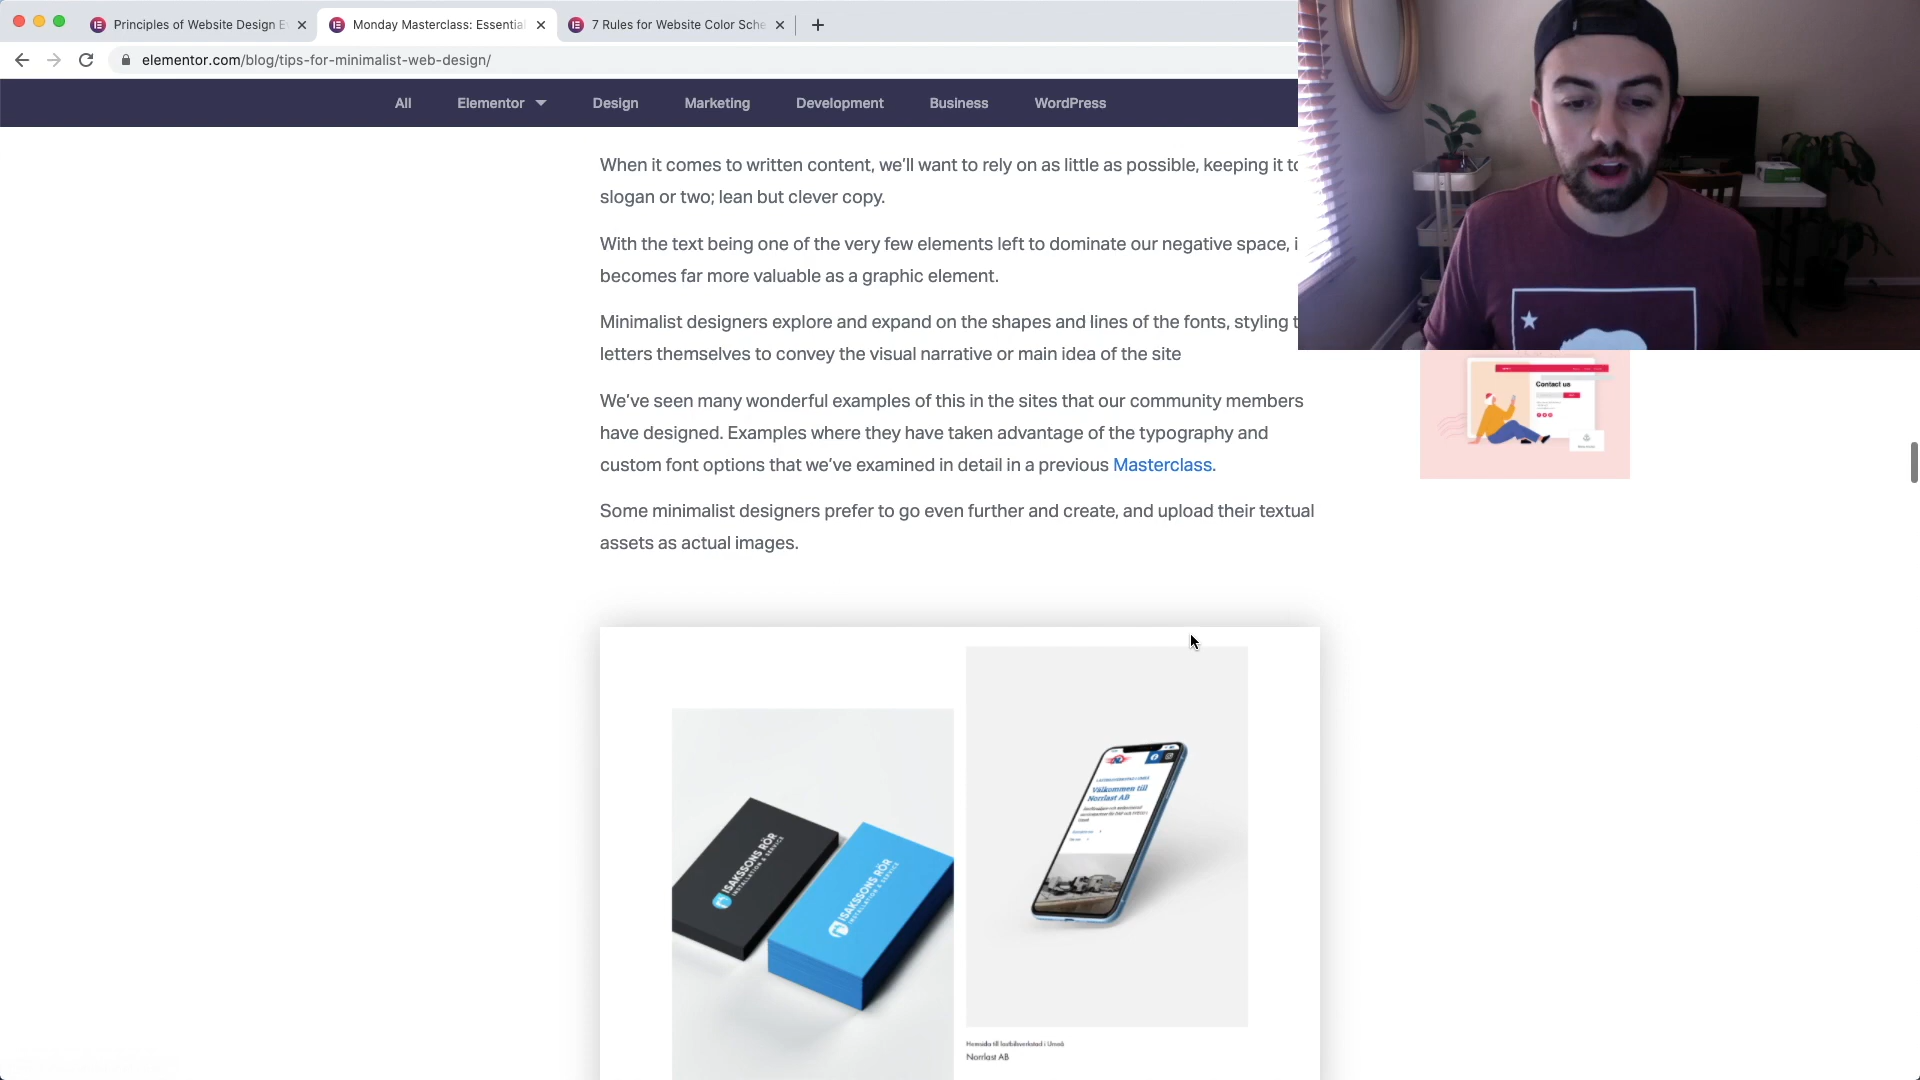 Principles of Website Design E
Monday Masterclass: Essentia
7 Rules for Website Color Sche
elementor.com/blog/tips-for-minimalist-web-design/
All
Elementor
Design
Marketing
Development
Business
WordPress
When it comes to written content, we’ll want to rely on as little as possible, keeping it to
slogan or two; lean but clever copy.
With the text being one of the very few elements left to dominate our negative space, i
becomes far more valuable as a graphic element.
Minimalist designers explore and expand on the shapes and lines of the fonts, styling t
letters themselves to convey the visual narrative or main idea of the site
Contact us
We’ve seen many wonderful examples of this in the sites that our community members
have designed. Examples where they have taken advantage of the typography and
custom font options that we’ve examined in detail in a previous Masterclass.
Some minimalist designers prefer to go even further and create, and upload their textual
assets as actual images.
Välkommen till
Norrlast AB
ISAKSSONS RÖR
INSTALLATION & SERVICE
ISAKSSONS RÖR
INSTALLATION & SERVICE
Hemsida till lastbilsverkstad i Umeå
Norrlast AB